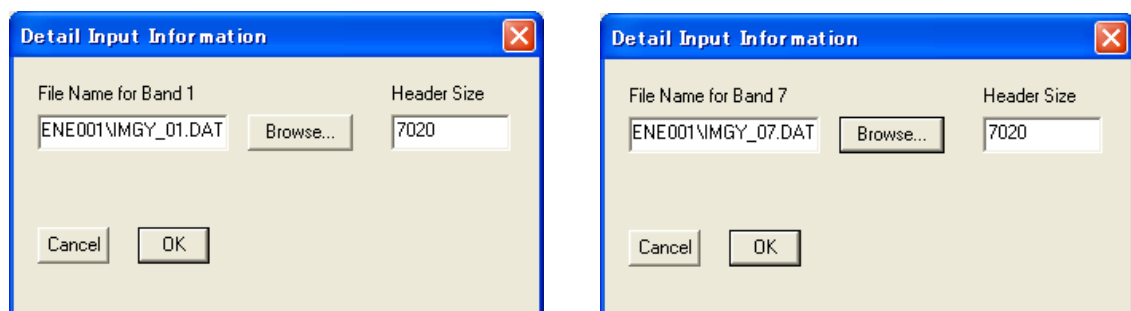 Detail Input Information
File Name for Band 1 Header Size
ENE001\IMGY_01.DAT Browse... 7020
Cancel OK
Detail Input Information
File Name for Band 7 Header Size
ENE001\IMGY_07.DAT Browse... 7020
Cancel OK